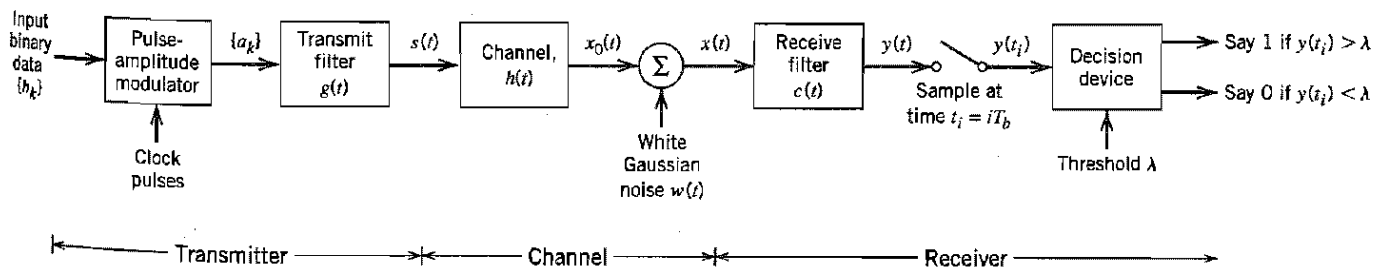 Input
binary
data
{h_k}
Pulse-
amplitude
modulator
Clock
pulses
{a_k}
Transmit
filter
g(t)
s(t)
Channel,
h(t)
x_0(t)
Σ
White
Gaussian
noise w(t)
x(t)
Receive
filter
c(t)
y(t)
Sample at
time t_i = iT_b
y(t_i)
Decision
device
Threshold λ
Say 1 if y(t_i) > λ
Say 0 if y(t_i) < λ
Transmitter
Channel
Receiver